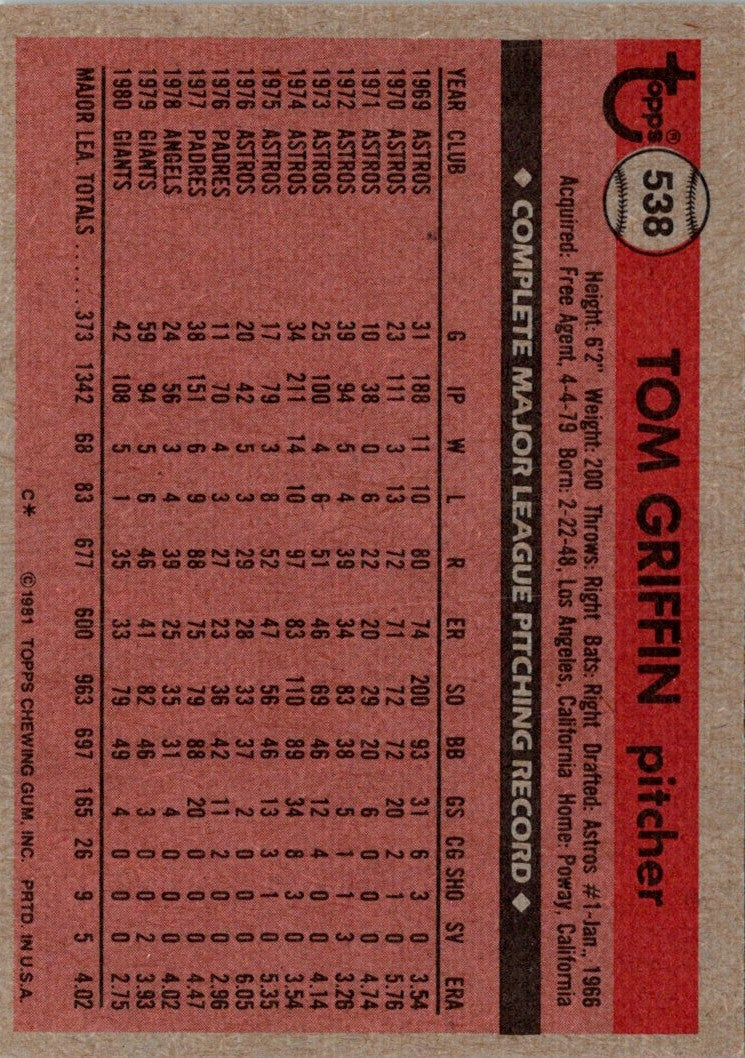 Topps® 538 TOM GRIFFIN pitcher
Height: 6'2" Weight: 200 Throws: Right Bats: Right Drafted: Astros #1-Jan., 1966
Acquired: Free Agent, 4-4-79 Born: 2-22-48, Los Angeles, California Home: Poway, California
◆ COMPLETE MAJOR LEAGUE PITCHING RECORD ◆
YEAR CLUB G IP W L R ER SO BB GS CG SHO SV ERA
1969 ASTROS 31 188 11 10 80 74 200 93 31 6 3 0 3.54
1970 ASTROS 23 111 3 13 72 71 72 72 20 2 1 0 5.76
1971 ASTROS 10 38 0 6 22 20 29 20 6 0 0 0 4.74
1972 ASTROS 39 94 5 4 39 34 83 38 5 1 1 3 3.26
1973 ASTROS 25 100 4 6 51 46 69 46 12 4 0 0 4.14
1974 ASTROS 34 211 14 10 97 83 110 89 34 8 3 0 3.54
1975 ASTROS 17 79 3 8 52 47 56 46 13 3 1 0 5.35
1976 ASTROS 20 42 5 3 29 28 33 37 2 0 0 0 6.05
1976 PADRES 11 70 4 3 27 23 36 42 11 2 0 0 2.96
1977 PADRES 38 151 6 9 88 75 79 88 20 0 0 0 4.47
1978 ANGELS 24 56 3 4 39 25 35 31 4 0 0 0 4.02
1979 GIANTS 59 94 5 6 46 41 82 46 3 0 0 2 3.93
1980 GIANTS 42 108 5 1 35 33 79 49 4 0 0 0 2.75
MAJOR LEA. TOTALS ...... 373 1342 68 83 677 600 963 697 165 26 9 5 4.02
C* ©1981 TOPPS CHEWING GUM, INC. PRTD. IN U.S.A.